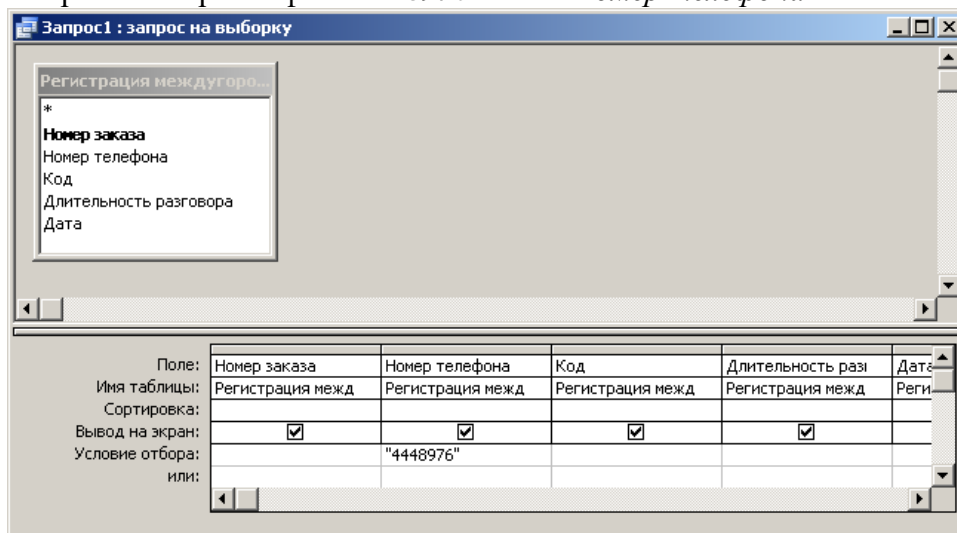 Запрос1 : запрос на выборку
Регистрация междугоро...
*
Номер заказа
Номер телефона
Код
Длительность разговора
Дата
Поле: Номер заказа Номер телефона Код Длительность разг Дата
Имя таблицы: Регистрация межд Регистрация межд Регистрация межд Регистрация межд Реги
Сортировка:
Вывод на экран:
Условие отбора: "4448976"
или: